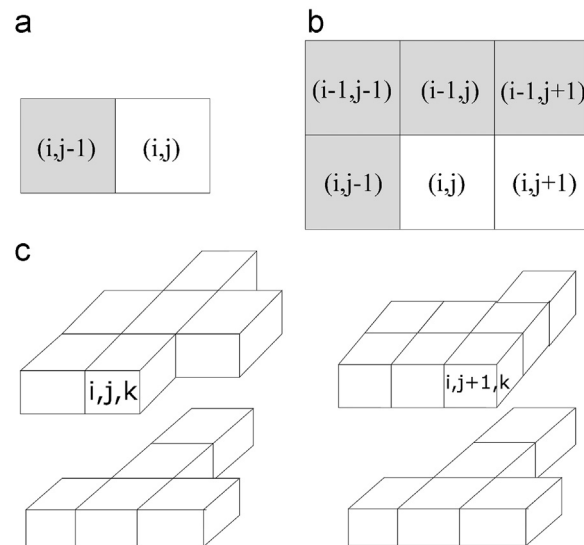 a
(i,j-1) (i,j)
b
(i-1,j-1) (i-1,j) (i-1,j+1)
(i,j-1) (i,j) (i,j+1)
c
i,j,k
i,j+1,k